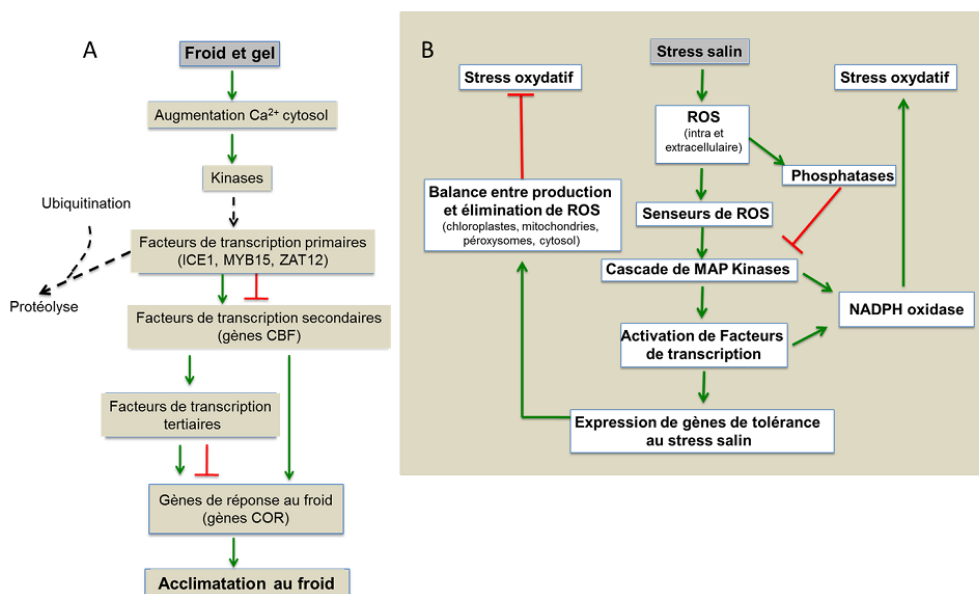 A
Froid et gel
Augmentation Ca²⁺ cytosol
Kinases
Ubiquitination
Facteurs de transcription primaires
(ICE1, MYB15, ZAT12)
Protéolyse
Facteurs de transcription secondaires
(gènes CBF)
Facteurs de transcription
tertiaires
Gènes de réponse au froid
(gènes COR)
Acclimatation au froid
B
Stress salin
Stress oxydatif
Stress oxydatif
ROS
(intra et
extracellulaire)
Phosphatases
Balance entre production
et élimination de ROS
(chloroplastes, mitochondries,
péroxysomes, cytosol)
Senseurs de ROS
Cascade de MAP Kinases
NADPH oxidase
Activation de Facteurs
de transcription
Expression de gènes de tolérance
au stress salin